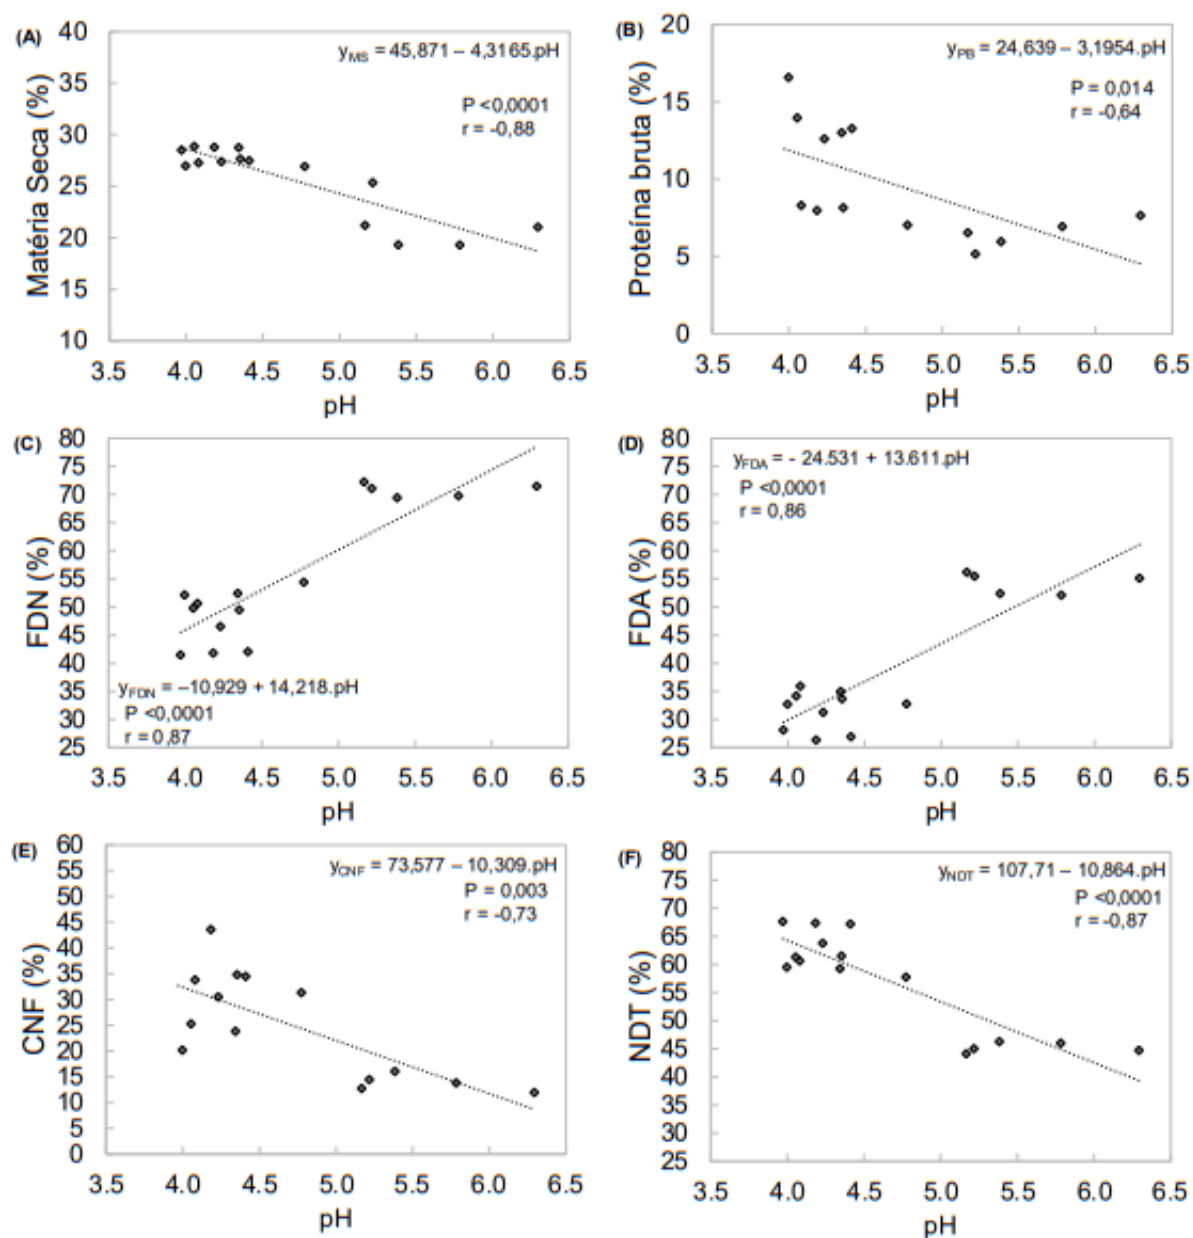 (A)
y_MS = 45,871 – 4,3165.pH
P <0,0001
r = -0,88
Matéria Seca (%)
40
35
30
25
20
15
10
3.5 4.0 4.5 5.0 5.5 6.0 6.5
pH
(B)
y_PB = 24,639 – 3,1954.pH
P = 0,014
r = -0,64
Proteína bruta (%)
20
15
10
5
0
3.5 4.0 4.5 5.0 5.5 6.0 6.5
pH
(C)
FDN (%)
80
75
70
65
60
55
50
45
40
35
30
25
y_FDN = –10,929 + 14,218.pH
P <0,0001
r = 0,87
3.5 4.0 4.5 5.0 5.5 6.0 6.5
pH
(D)
y_FDA = - 24.531 + 13.611.pH
P <0,0001
r = 0,86
FDA (%)
80
75
70
65
60
55
50
45
40
35
30
25
3.5 4.0 4.5 5.0 5.5 6.0 6.5
pH
(E)
y_CNF = 73,577 – 10,309.pH
P = 0,003
r = -0,73
CNF (%)
60
55
50
45
40
35
30
25
20
15
10
5
0
3.5 4.0 4.5 5.0 5.5 6.0 6.5
pH
(F)
y_NDT = 107,71 – 10,864.pH
P <0,0001
r = -0,87
NDT (%)
80
75
70
65
60
55
50
45
40
35
30
25
3.5 4.0 4.5 5.0 5.5 6.0 6.5
pH